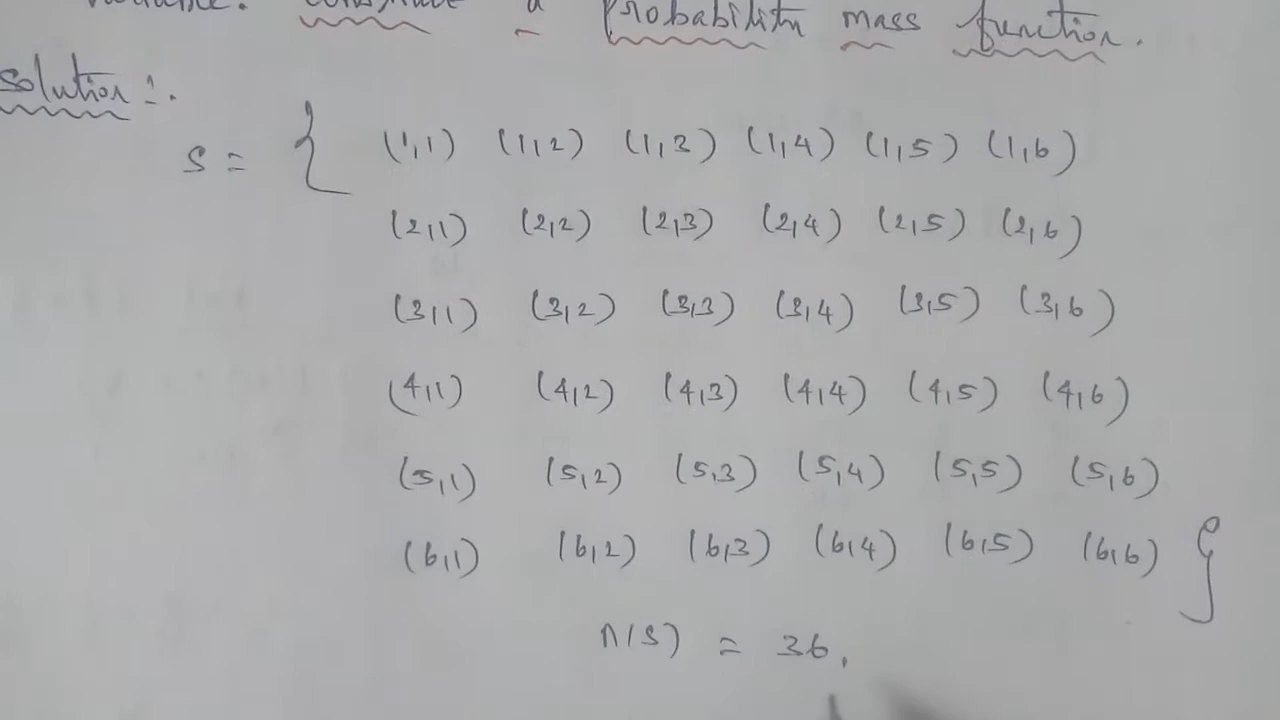 a Probability mass function.
Solution :.
S = { (1,1) (1,2) (1,3) (1,4) (1,5) (1,6)
(2,1) (2,2) (2,3) (2,4) (2,5) (2,6)
(3,1) (3,2) (3,3) (3,4) (3,5) (3,6)
(4,1) (4,2) (4,3) (4,4) (4,5) (4,6)
(5,1) (5,2) (5,3) (5,4) (5,5) (5,6)
(6,1) (6,2) (6,3) (6,4) (6,5) (6,6) }
n(S) = 36.